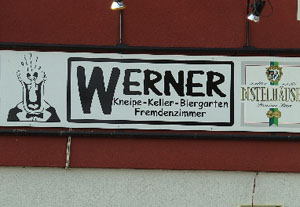 WERNER
Kneipe-Keller-Biergarten
Fremdenzimmer
DISTELHÄUSER